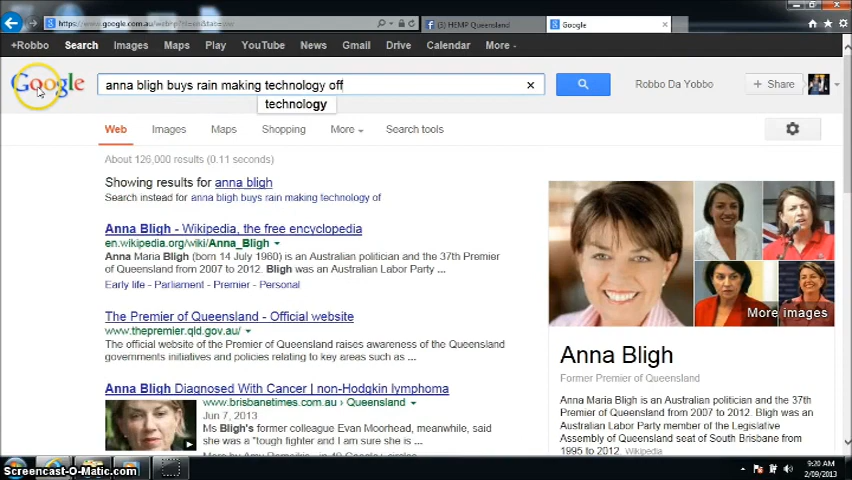 https://www.google.com.au/
(3) HEMP Queensland
Google
+Robbo Search Images Maps Play YouTube News Gmail Drive Calendar More
Google
anna bligh buys rain making technology off
technology
Robbo Da Yobbo
+ Share
Web Images Maps Shopping More Search tools
About 126,000 results (0.11 seconds)
Showing results for anna bligh
Search instead for anna bligh buys rain making technology of
Anna Bligh - Wikipedia, the free encyclopedia
en.wikipedia.org/wiki/Anna_Bligh
Anna Maria Bligh (born 14 July 1960) is an Australian politician and the 37th Premier
of Queensland from 2007 to 2012. Bligh was an Australian Labor Party ...
Early life - Parliament - Premier - Personal
The Premier of Queensland - Official website
www.thepremier.qld.gov.au/
The official website of the Premier of Queensland raises awareness of the Queensland
governments initiatives and policies relating to key areas such as ...
Anna Bligh Diagnosed With Cancer | non-Hodgkin lymphoma
www.brisbanetimes.com.au › Queensland
Jun 7, 2013
Ms Bligh's former colleague Evan Moorhead, meanwhile, said
she was a "tough fighter and I am sure she is ...
More images
Anna Bligh
Former Premier of Queensland
Anna Maria Bligh is an Australian politician and the 37th
Premier of Queensland from 2007 to 2012. Bligh was an
Australian Labor Party member of the Legislative
Assembly of Queensland seat of South Brisbane from
1995 to 2012. Wikipedia
Screencast-O-Matic.com
9:20 AM
2/09/2013